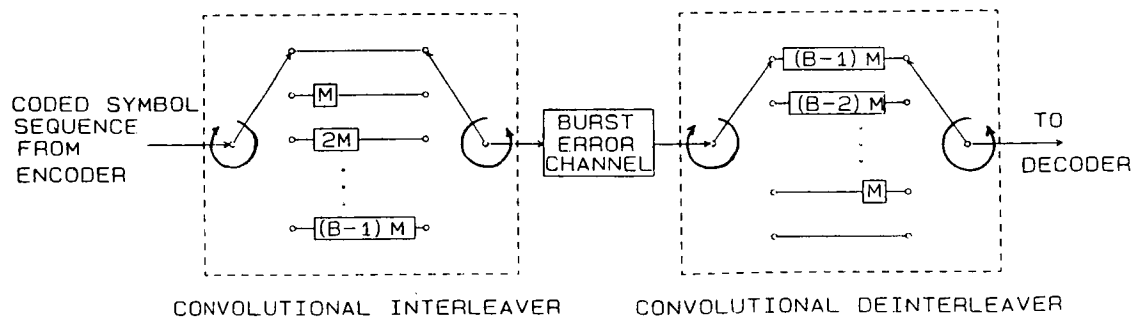 CODED SYMBOL
SEQUENCE
FROM
ENCODER
M
2M
(B-1) M
BURST
ERROR
CHANNEL
(B-1) M
(B-2) M
M
TO
DECODER
CONVOLUTIONAL INTERLEAVER
CONVOLUTIONAL DEINTERLEAVER